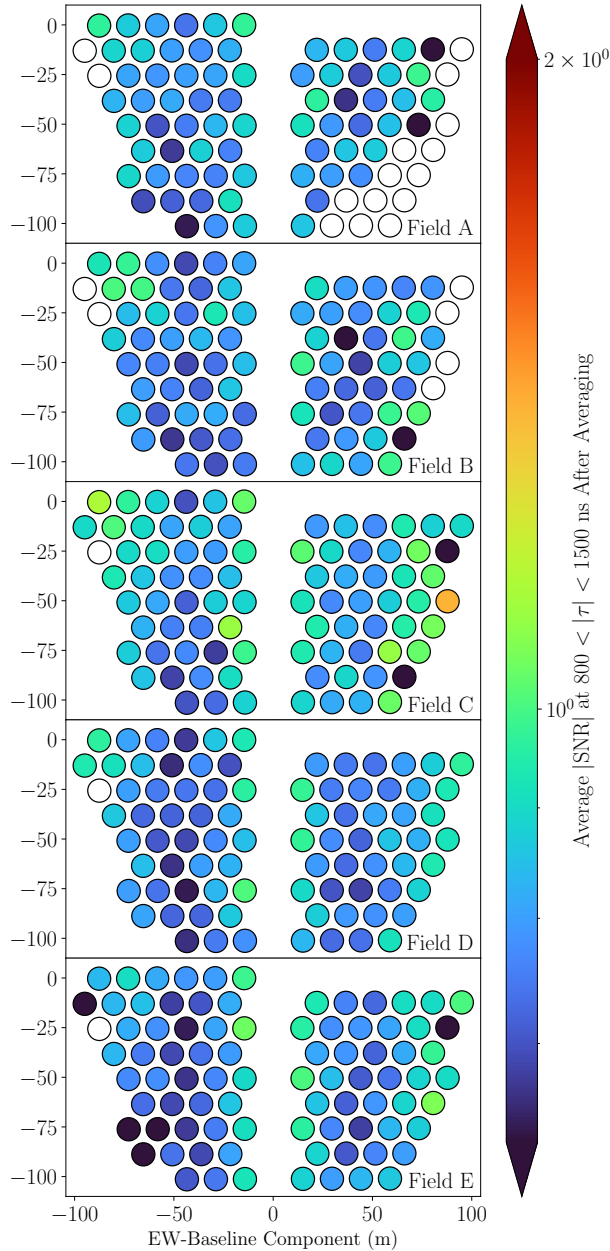 0
−25
−50
−75
−100
Field A
0
−25
−50
−75
−100
Field B
0
−25
−50
−75
−100
Field C
0
−25
−50
−75
−100
Field D
0
−25
−50
−75
−100
Field E
−100 −50 0 50 100
EW-Baseline Component (m)
2 × 10⁰
10⁰
Average |SNR| at 800 < |τ| < 1500 ns After Averaging